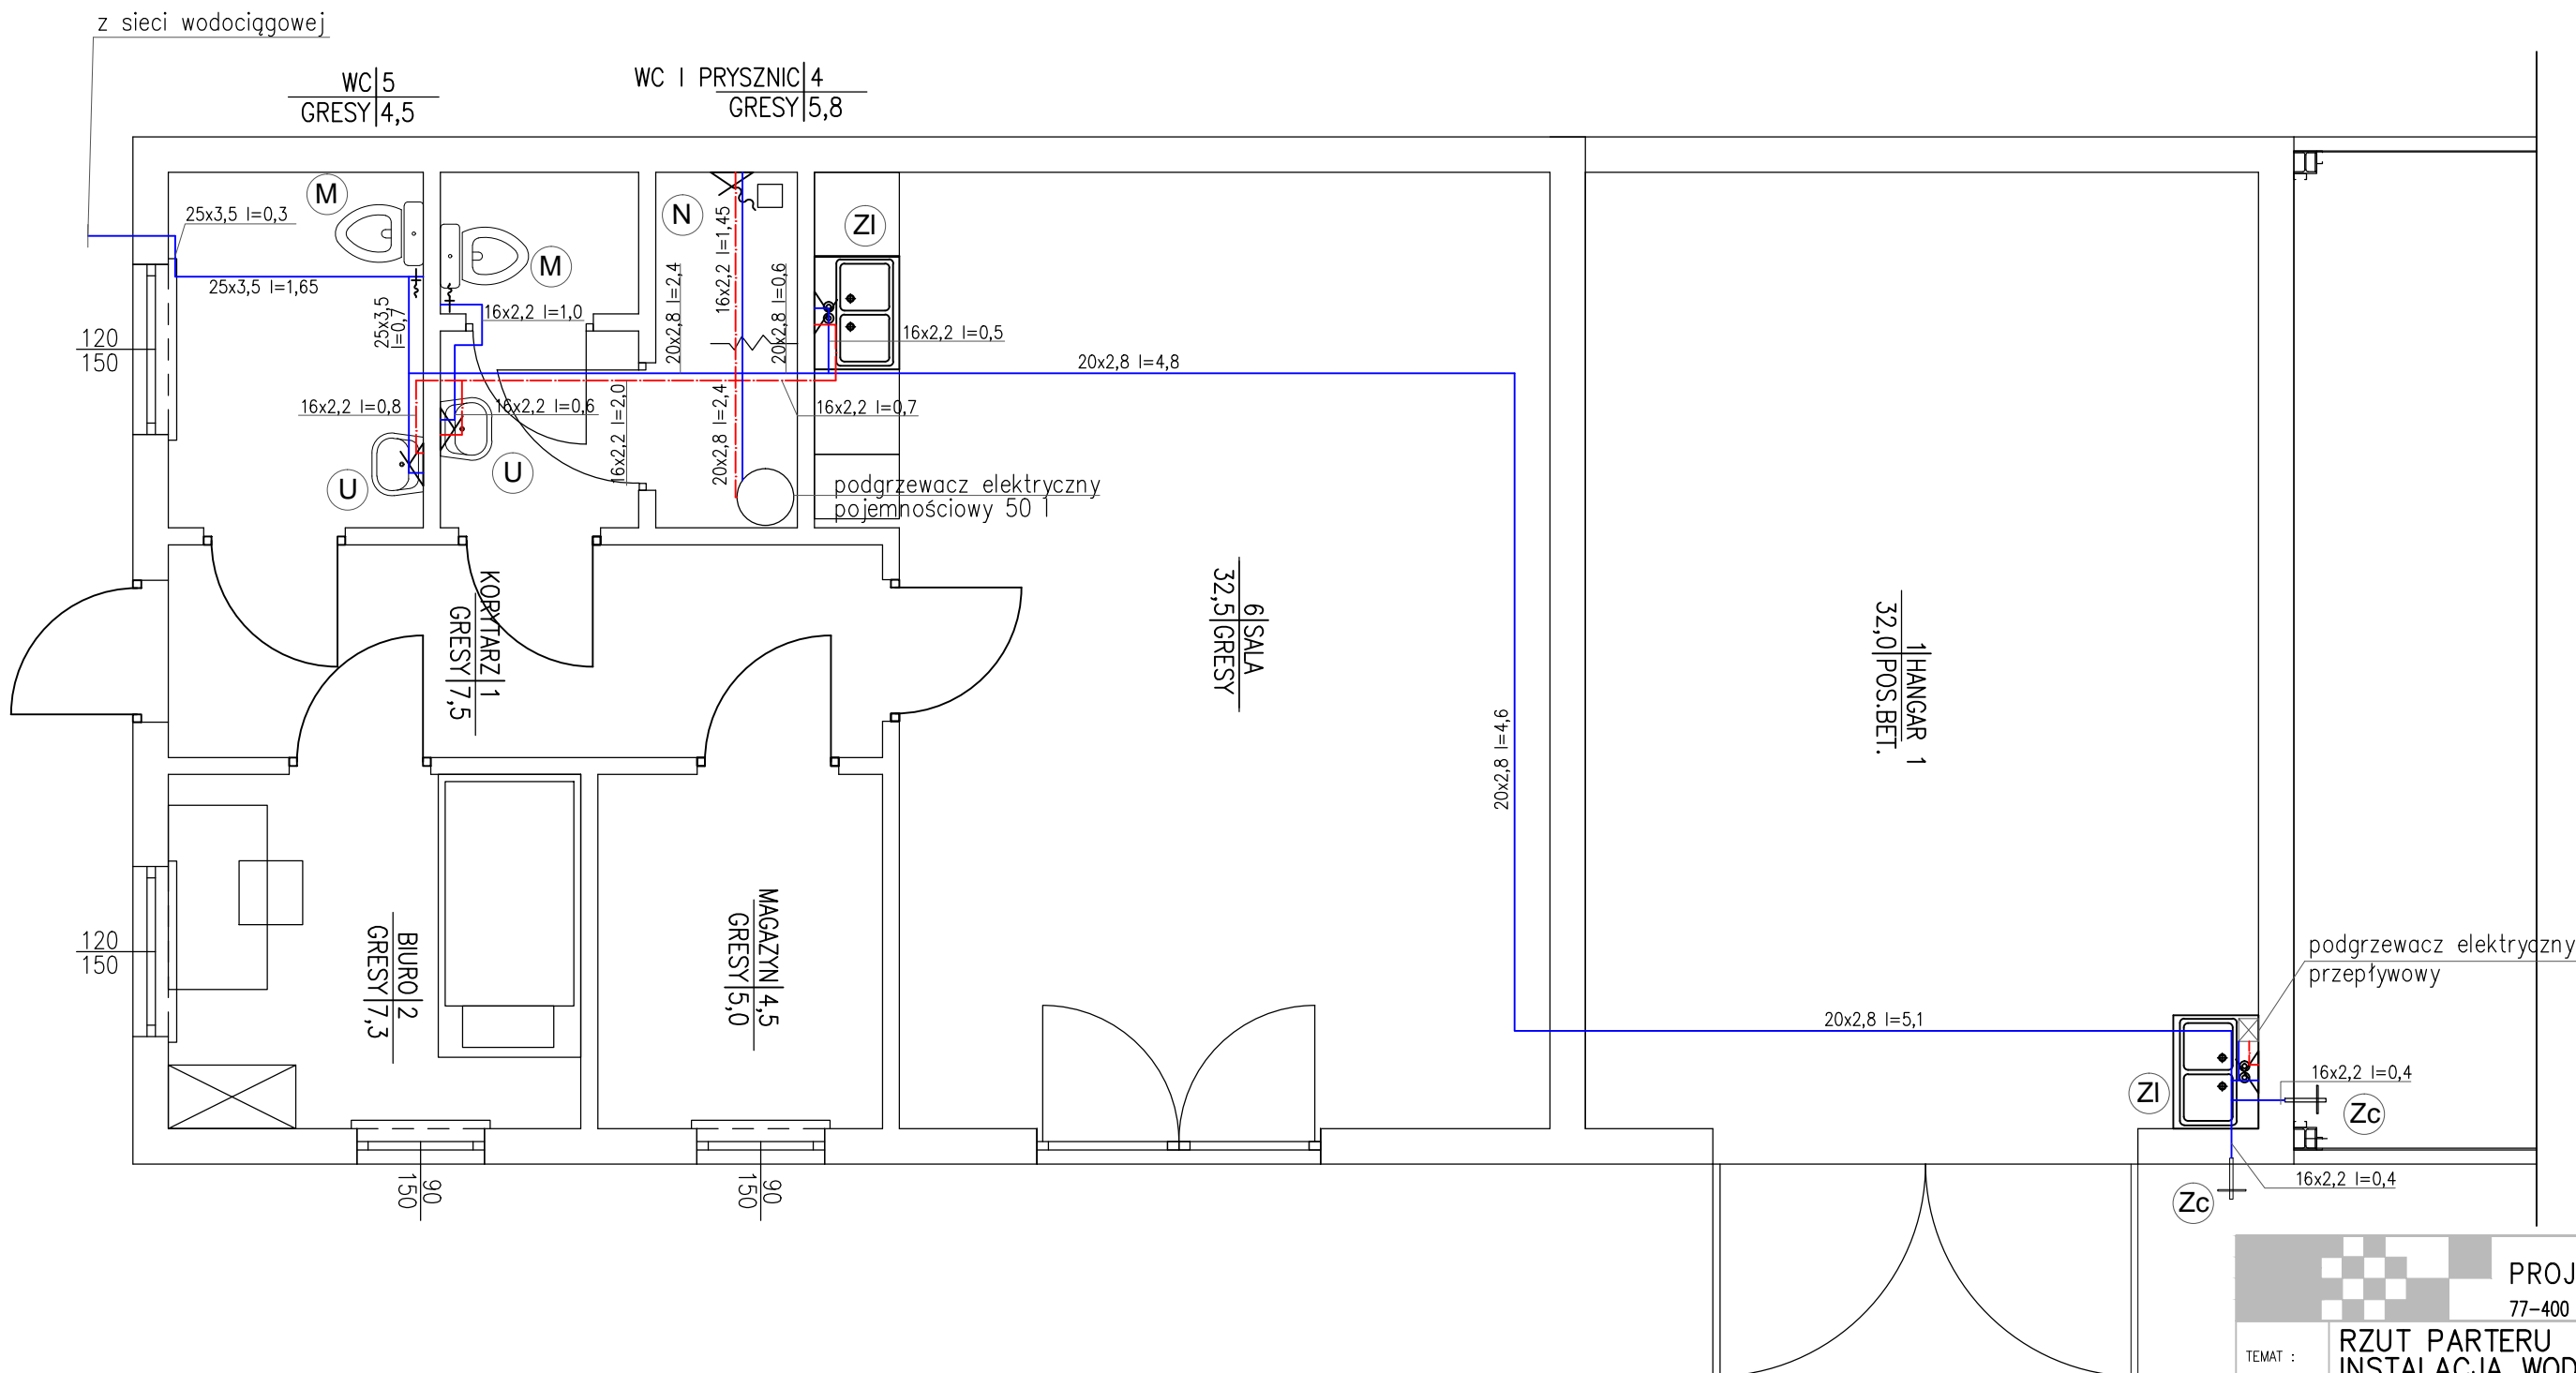 z sieci wodociągowej
WC 5
GRESY 4,5
WC I PRYSZNIC 4
GRESY 5,8
M
25x3,5 l=0,3
25x3,5 l=1,65
25x3,5
l=0,7
M
16x2,2 l=1,0
N
16x2,2 l=1,45
20x2,8 l=2,4
20x2,8 l=0,6
Zl
16x2,2 l=0,5
20x2,8 l=4,8
120
150
16x2,2 l=0,8
16x2,2 l=0,6
16x2,2 l=2,0
20x2,8 l=2,4
16x2,2 l=0,7
U
U
podgrzewacz elektryczny
pojemnościowy 50 l
KORYTARZ 1
GRESY 7,5
6 SALA
32,5 GRESY
20x2,8 l=4,6
1 HANGAR 1
32,0 POS.BET.
120
150
BIURO 2
GRESY 7,3
MAGAZYN 4,5
GRESY 5,0
podgrzewacz elektryczny
przepływowy
20x2,8 l=5,1
16x2,2 l=0,4
Zl
Zc
16x2,2 l=0,4
Zc
90
150
90
150
PROJ
77-400
TEMAT :
RZUT PARTERU
INSTALACJA WOD